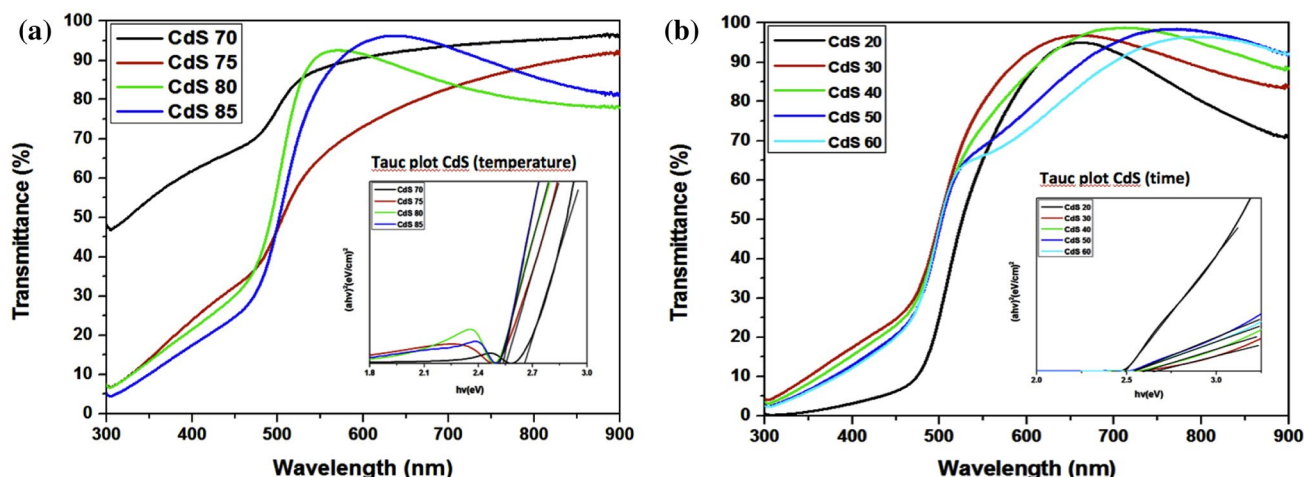 (a)
CdS 70
CdS 75
CdS 80
CdS 85
Transmittance (%)
100
90
80
70
60
50
40
30
20
10
0
Tauc plot CdS (temperature)
CdS 70
CdS 75
CdS 80
CdS 85
(ahv)²(eV/cm)²
1.8 2.1 2.4 2.7 3.0
hv(eV)
300 400 500 600 700 800 900
Wavelength (nm)
(b)
CdS 20
CdS 30
CdS 40
CdS 50
CdS 60
Transmittance (%)
100
90
80
70
60
50
40
30
20
10
0
Tauc plot CdS (time)
CdS 20
CdS 30
CdS 40
CdS 50
CdS 60
(ahv)²(eV/cm)²
2.0 2.5 3.0
hv(eV)
300 400 500 600 700 800 900
Wavelength (nm)